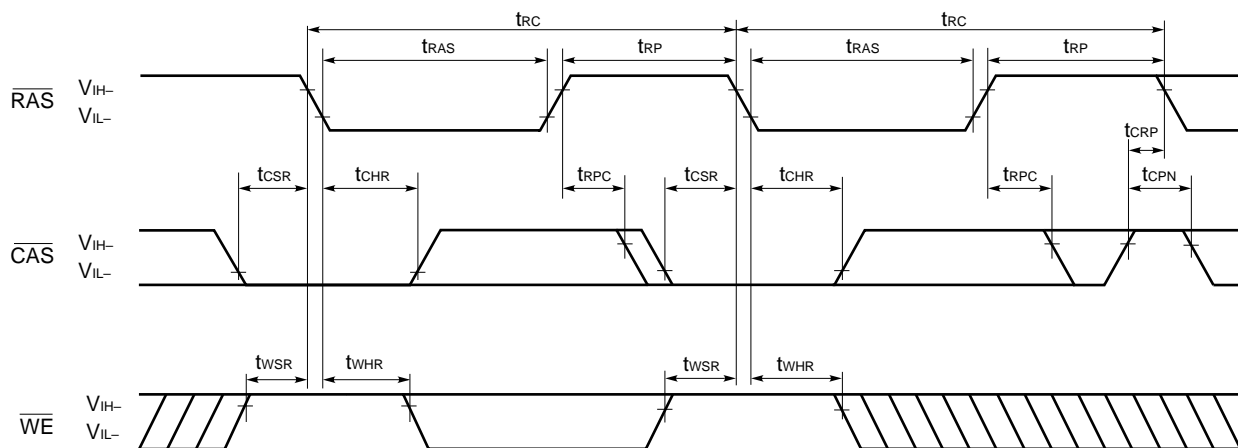 tRC tRC
tRAS tRP tRAS tRP
RAS VIH–
VIL–
tCRP
tCSR tCHR tRPC tCSR tCHR tRPC tCPN
CAS VIH–
VIL–
tWSR tWHR tWSR tWHR
WE VIH–
VIL–